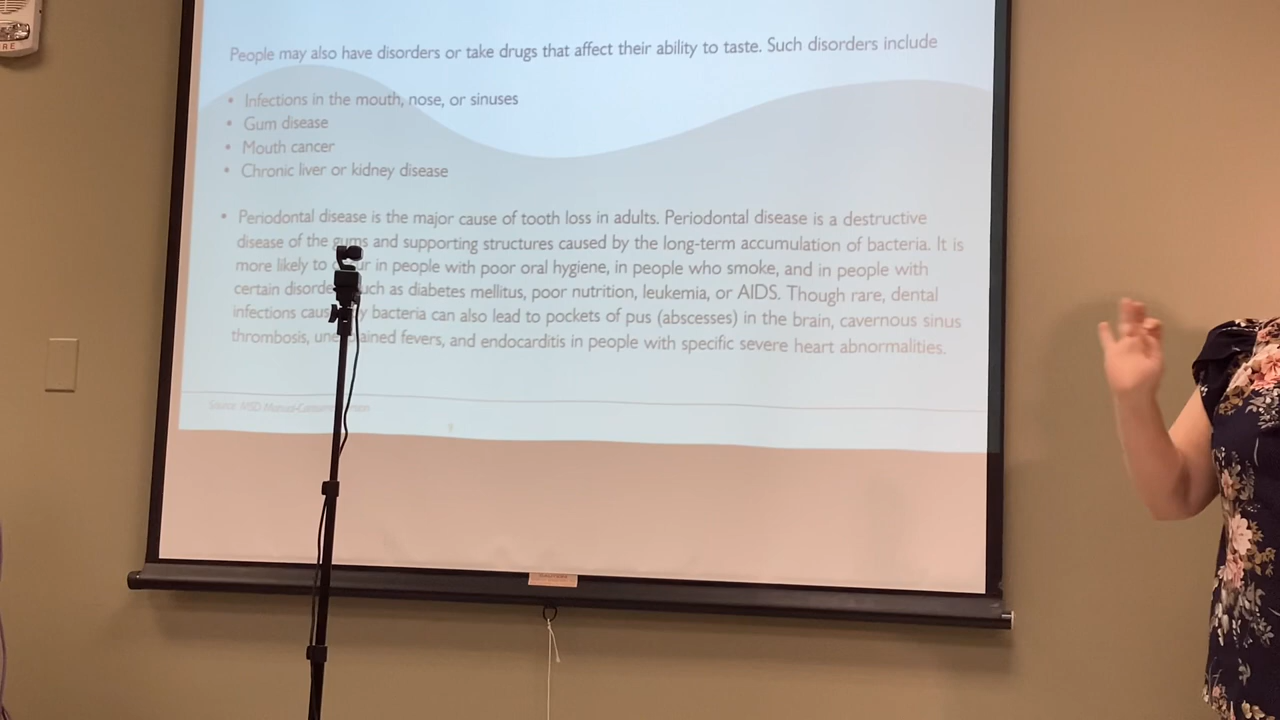 People may also have disorders or take drugs that affect their ability to taste. Such disorders include
• Infections in the mouth, nose, or sinuses
• Gum disease
• Mouth cancer
• Chronic liver or kidney disease
• Periodontal disease is the major cause of tooth loss in adults. Periodontal disease is a destructive
disease of the gums and supporting structures caused by the long-term accumulation of bacteria. It is
more likely to in people with poor oral hygiene, in people who smoke, and in people with
certain such as diabetes mellitus, poor nutrition, leukemia, or AIDS. Though rare, dental
infections by bacteria can also lead to pockets of pus (abscesses) in the brain, cavernous sinus
thrombosis, fevers, and endocarditis in people with specific severe heart abnormalities.
Source: MSD Manual-Consumer
9